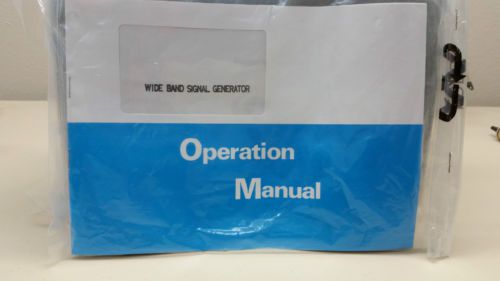 WIDE BAND SIGNAL GENERATOR
Operation
Manual